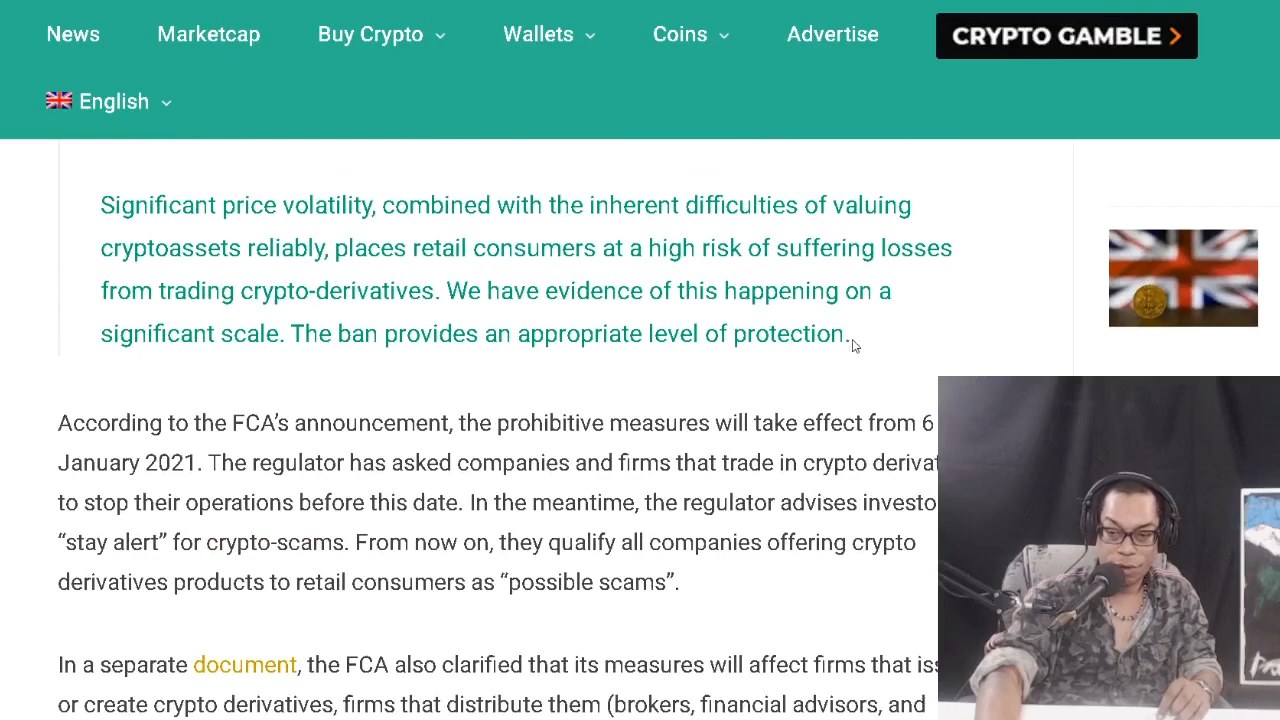 News Marketcap Buy Crypto Wallets Coins Advertise CRYPTO GAMBLE
English
Significant price volatility, combined with the inherent difficulties of valuing
cryptoassets reliably, places retail consumers at a high risk of suffering losses
from trading crypto-derivatives. We have evidence of this happening on a
significant scale. The ban provides an appropriate level of protection.
According to the FCA’s announcement, the prohibitive measures will take effect from 6
January 2021. The regulator has asked companies and firms that trade in crypto derivat
to stop their operations before this date. In the meantime, the regulator advises investo
“stay alert” for crypto-scams. From now on, they qualify all companies offering crypto
derivatives products to retail consumers as “possible scams”.
In a separate document, the FCA also clarified that its measures will affect firms that iss
or create crypto derivatives, firms that distribute them (brokers, financial advisors, and